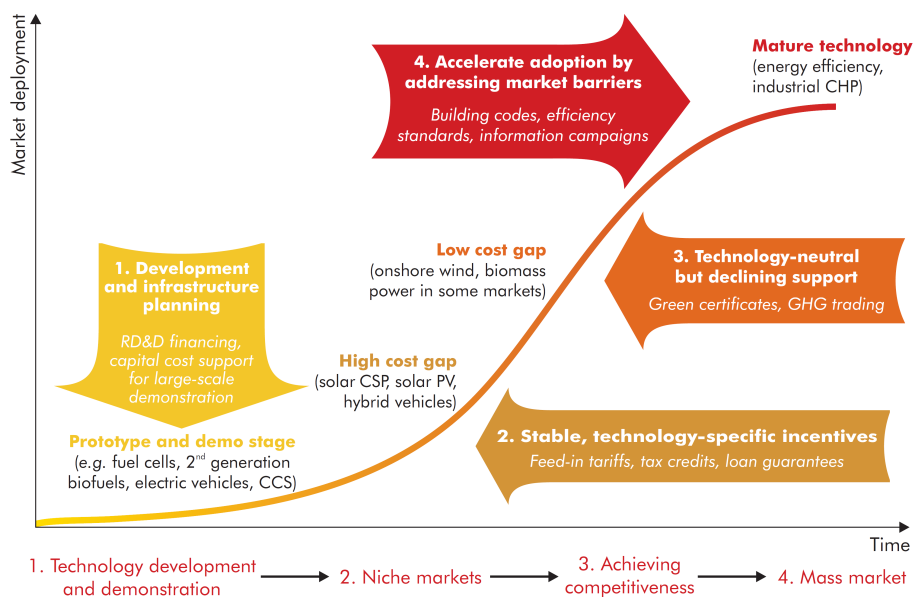 Market deployment
4. Accelerate adoption by
addressing market barriers
Building codes, efficiency
standards, information campaigns
Mature technology
(energy efficiency,
industrial CHP)
1. Development
and infrastructure
planning
RD&D financing,
capital cost support
for large-scale
demonstration
Low cost gap
(onshore wind, biomass
power in some markets)
3. Technology-neutral
but declining support
Green certificates, GHG trading
High cost gap
(solar CSP, solar PV,
hybrid vehicles)
Prototype and demo stage
(e.g. fuel cells, 2nd generation
biofuels, electric vehicles, CCS)
2. Stable, technology-specific incentives
Feed-in tariffs, tax credits, loan guarantees
Time
1. Technology development
and demonstration
2. Niche markets
3. Achieving
competitiveness
4. Mass market